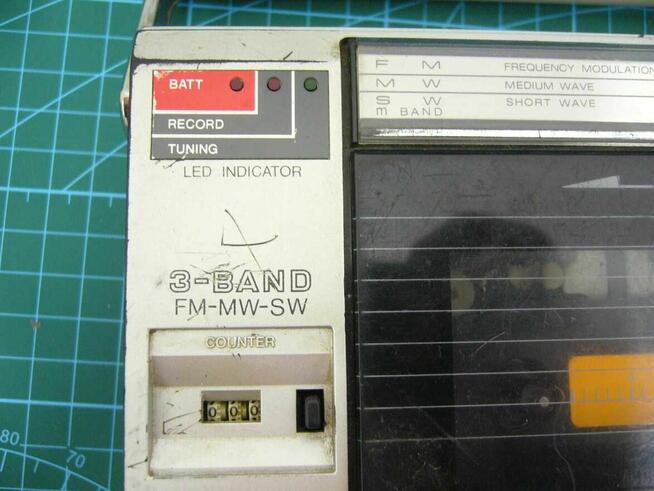 BATT
RECORD
TUNING
LED INDICATOR
3-BAND
FM-MW-SW
COUNTER
000
F M FREQUENCY MODULATION
M W MEDIUM WAVE
S W SHORT WAVE
m BAND
80
70